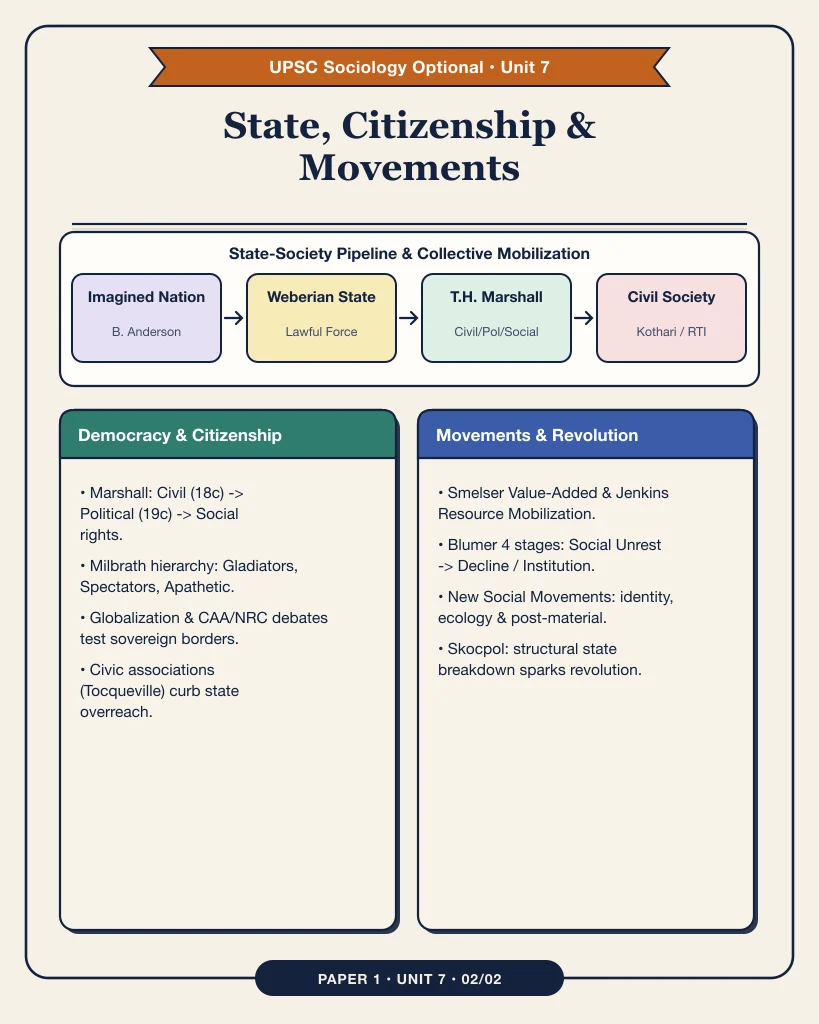 UPSC Sociology Optional • Unit 7
State, Citizenship &
Movements
State-Society Pipeline & Collective Mobilization
Imagined Nation
B. Anderson
Weberian State
Lawful Force
T.H. Marshall
Civil/Pol/Social
Civil Society
Kothari / RTI
Democracy & Citizenship
• Marshall: Civil (18c) ->
Political (19c) -> Social
rights.
• Milbrath hierarchy: Gladiators,
Spectators, Apathetic.
• Globalization & CAA/NRC debates
test sovereign borders.
• Civic associations
(Tocqueville) curb state
overreach.
Movements & Revolution
• Smelser Value-Added & Jenkins
Resource Mobilization.
• Blumer 4 stages: Social Unrest
-> Decline / Institution.
• New Social Movements: identity,
ecology & post-material.
• Skocpol: structural state
breakdown sparks revolution.
PAPER 1 • UNIT 7 • 02/02